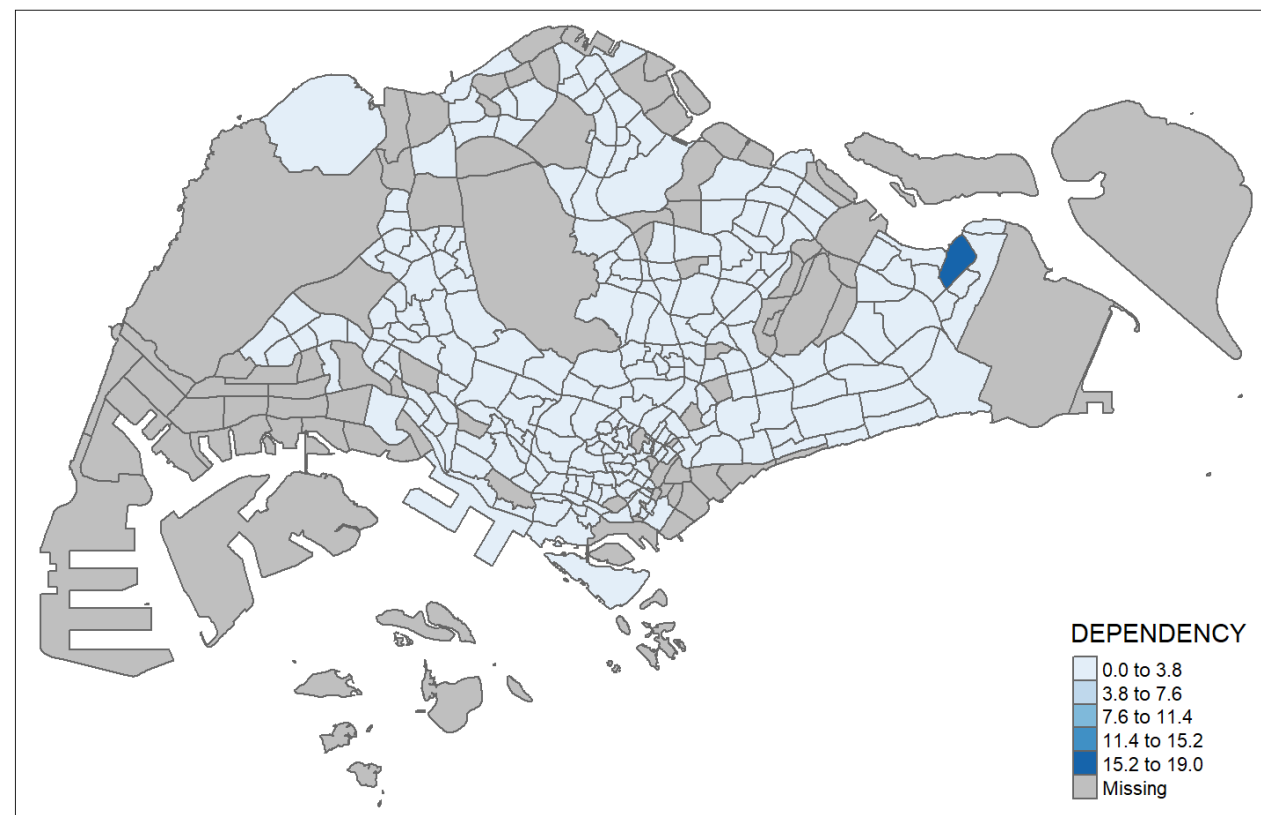 DEPENDENCY
0.0 to 3.8
3.8 to 7.6
7.6 to 11.4
11.4 to 15.2
15.2 to 19.0
Missing